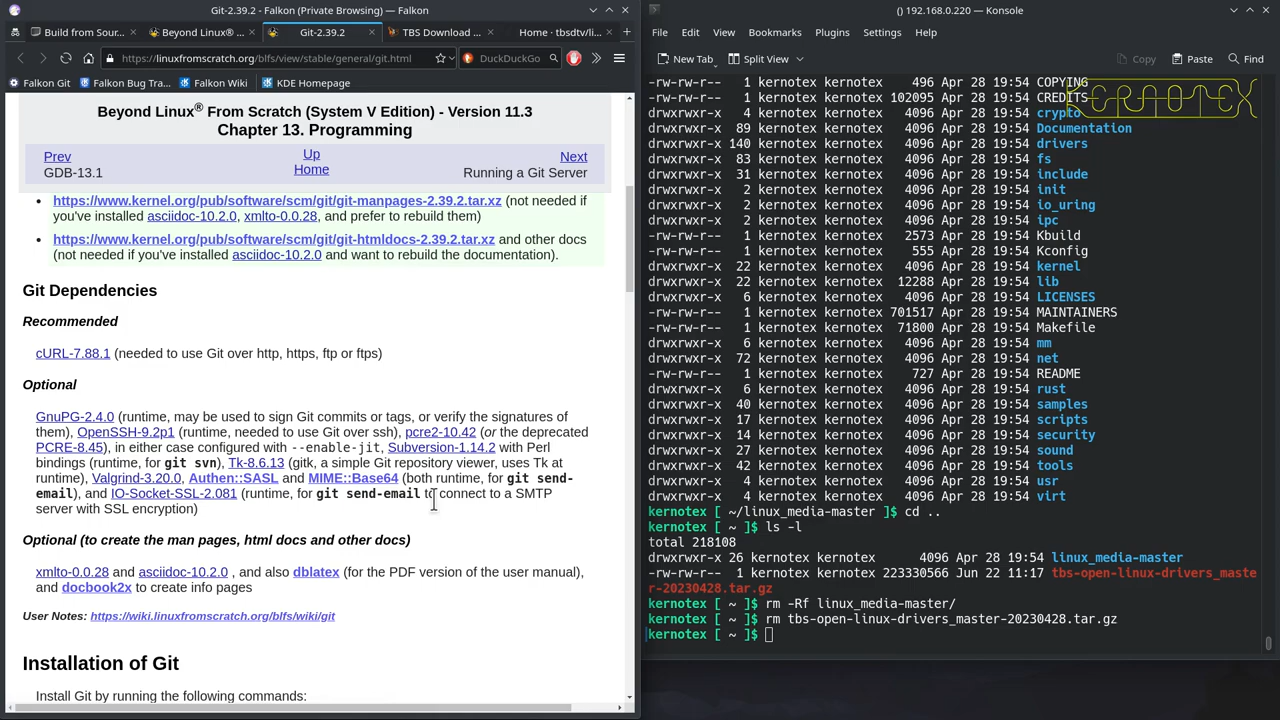 Git-2.39.2 - Falkon (Private Browsing) — Falkon
Build from Sour...
Beyond Linux® ...
Git-2.39.2
TBS Download ...
Home · tbsdtv/li...
https://linuxfromscratch.org/blfs/view/stable/general/git.html
DuckDuckGo
Falkon Git
Falkon Bug Tra...
Falkon Wiki
KDE Homepage
Beyond Linux® From Scratch (System V Edition) - Version 11.3
Chapter 13. Programming
Prev
Up
Next
GDB-13.1
Home
Running a Git Server
https://www.kernel.org/pub/software/scm/git/git-manpages-2.39.2.tar.xz (not needed if
you've installed asciidoc-10.2.0, xmlto-0.0.28, and prefer to rebuild them)
https://www.kernel.org/pub/software/scm/git/git-htmldocs-2.39.2.tar.xz and other docs
(not needed if you've installed asciidoc-10.2.0 and want to rebuild the documentation).
Git Dependencies
Recommended
cURL-7.88.1 (needed to use Git over http, https, ftp or ftps)
Optional
GnuPG-2.4.0 (runtime, may be used to sign Git commits or tags, or verify the signatures of
them), OpenSSH-9.2p1 (runtime, needed to use Git over ssh), pcre2-10.42 (or the deprecated
PCRE-8.45), in either case configured with --enable-jit, Subversion-1.14.2 with Perl
bindings (runtime, for git svn), Tk-8.6.13 (gitk, a simple Git repository viewer, uses Tk at
runtime), Valgrind-3.20.0, Authen::SASL and MIME::Base64 (both runtime, for git send-
email), and IO-Socket-SSL-2.081 (runtime, for git send-email to connect to a SMTP
server with SSL encryption)
Optional (to create the man pages, html docs and other docs)
xmlto-0.0.28 and asciidoc-10.2.0 , and also dblatex (for the PDF version of the user manual),
and docbook2x to create info pages
User Notes: https://wiki.linuxfromscratch.org/blfs/wiki/git
Installation of Git
Install Git by running the following commands:
() 192.168.0.220 — Konsole
File Edit View Bookmarks Plugins Settings Help
New Tab
Split View
Copy
Paste
Find
-rw-rw-r-- 1 kernotex kernotex 496 Apr 28 19:54 COPYING
-rw-rw-r-- 1 kernotex kernotex 102095 Apr 28 19:54 CREDITS
drwxrwxr-x 4 kernotex kernotex 4096 Apr 28 19:54 crypto
drwxrwxr-x 89 kernotex kernotex 4096 Apr 28 19:54 Documentation
drwxrwxr-x 140 kernotex kernotex 4096 Apr 28 19:54 drivers
drwxrwxr-x 83 kernotex kernotex 4096 Apr 28 19:54 fs
drwxrwxr-x 31 kernotex kernotex 4096 Apr 28 19:54 include
drwxrwxr-x 2 kernotex kernotex 4096 Apr 28 19:54 init
drwxrwxr-x 2 kernotex kernotex 4096 Apr 28 19:54 io_uring
drwxrwxr-x 2 kernotex kernotex 4096 Apr 28 19:54 ipc
-rw-rw-r-- 1 kernotex kernotex 2573 Apr 28 19:54 Kbuild
-rw-rw-r-- 1 kernotex kernotex 555 Apr 28 19:54 Kconfig
drwxrwxr-x 22 kernotex kernotex 4096 Apr 28 19:54 kernel
drwxrwxr-x 22 kernotex kernotex 12288 Apr 28 19:54 lib
drwxrwxr-x 6 kernotex kernotex 4096 Apr 28 19:54 LICENSES
-rw-rw-r-- 1 kernotex kernotex 701517 Apr 28 19:54 MAINTAINERS
-rw-rw-r-- 1 kernotex kernotex 71800 Apr 28 19:54 Makefile
drwxrwxr-x 6 kernotex kernotex 4096 Apr 28 19:54 mm
drwxrwxr-x 72 kernotex kernotex 4096 Apr 28 19:54 net
-rw-rw-r-- 1 kernotex kernotex 727 Apr 28 19:54 README
drwxrwxr-x 6 kernotex kernotex 4096 Apr 28 19:54 rust
drwxrwxr-x 40 kernotex kernotex 4096 Apr 28 19:54 samples
drwxrwxr-x 17 kernotex kernotex 4096 Apr 28 19:54 scripts
drwxrwxr-x 14 kernotex kernotex 4096 Apr 28 19:54 security
drwxrwxr-x 27 kernotex kernotex 4096 Apr 28 19:54 sound
drwxrwxr-x 42 kernotex kernotex 4096 Apr 28 19:54 tools
drwxrwxr-x 4 kernotex kernotex 4096 Apr 28 19:54 usr
drwxrwxr-x 4 kernotex kernotex 4096 Apr 28 19:54 virt
kernotex [ ~/linux_media-master ]$ cd ..
kernotex [ ~ ]$ ls -l
total 218108
drwxrwxr-x 26 kernotex kernotex 4096 Apr 28 19:54 linux_media-master
-rw-r--r-- 1 kernotex kernotex 223330566 Jun 22 11:17 tbs-open-linux-drivers_maste
r-20230428.tar.gz
kernotex [ ~ ]$ rm -Rf linux_media-master/
kernotex [ ~ ]$ rm tbs-open-linux-drivers_master-20230428.tar.gz
kernotex [ ~ ]$
KERNOTEX